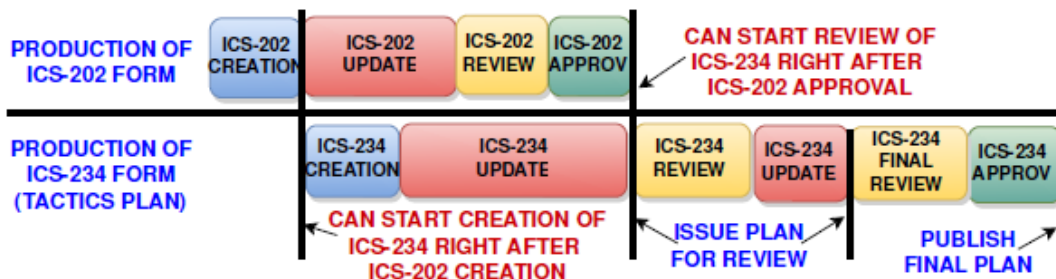 PRODUCTION OF
ICS-202 FORM
ICS-202
CREATION
ICS-202
UPDATE
ICS-202
REVIEW
ICS-202
APPROV
CAN START REVIEW OF
ICS-234 RIGHT AFTER
ICS-202 APPROVAL
PRODUCTION OF
ICS-234 FORM
(TACTICS PLAN)
ICS-234
CREATION
ICS-234
UPDATE
ICS-234
REVIEW
ICS-234
UPDATE
ICS-234
FINAL
REVIEW
ICS-234
APPROV
CAN START CREATION OF
ICS-234 RIGHT AFTER
ICS-202 CREATION
ISSUE PLAN
FOR REVIEW
PUBLISH
FINAL PLAN